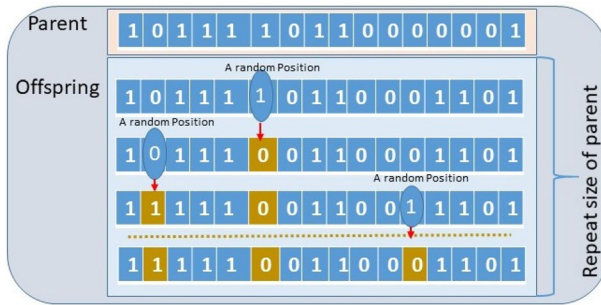 Parent
1 0 1 1 1 1 0 1 1 0 0 0 0 0 0 1
A random Position
Offspring
1 0 1 1 1 1 0 1 1 0 0 0 1 1 0 1
A random Position
1 0 1 1 1 0 0 1 1 0 0 0 1 1 0 1
A random Position
1 1 1 1 1 0 0 1 1 0 0 1 1 1 0 1
1 1 1 1 1 0 0 1 1 0 0 0 1 1 0 1
Repeat size of parent